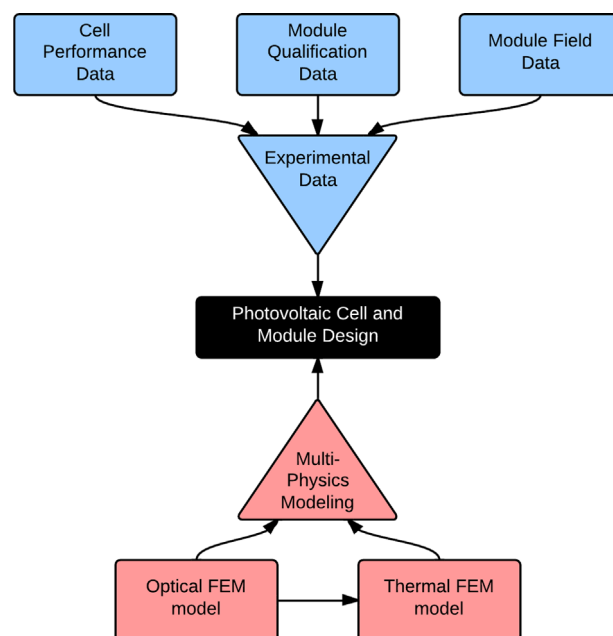 Cell
Performance
Data
Module
Qualification
Data
Module Field
Data
Experimental
Data
Photovoltaic Cell and
Module Design
Multi-
Physics
Modeling
Optical FEM
model
Thermal FEM
model